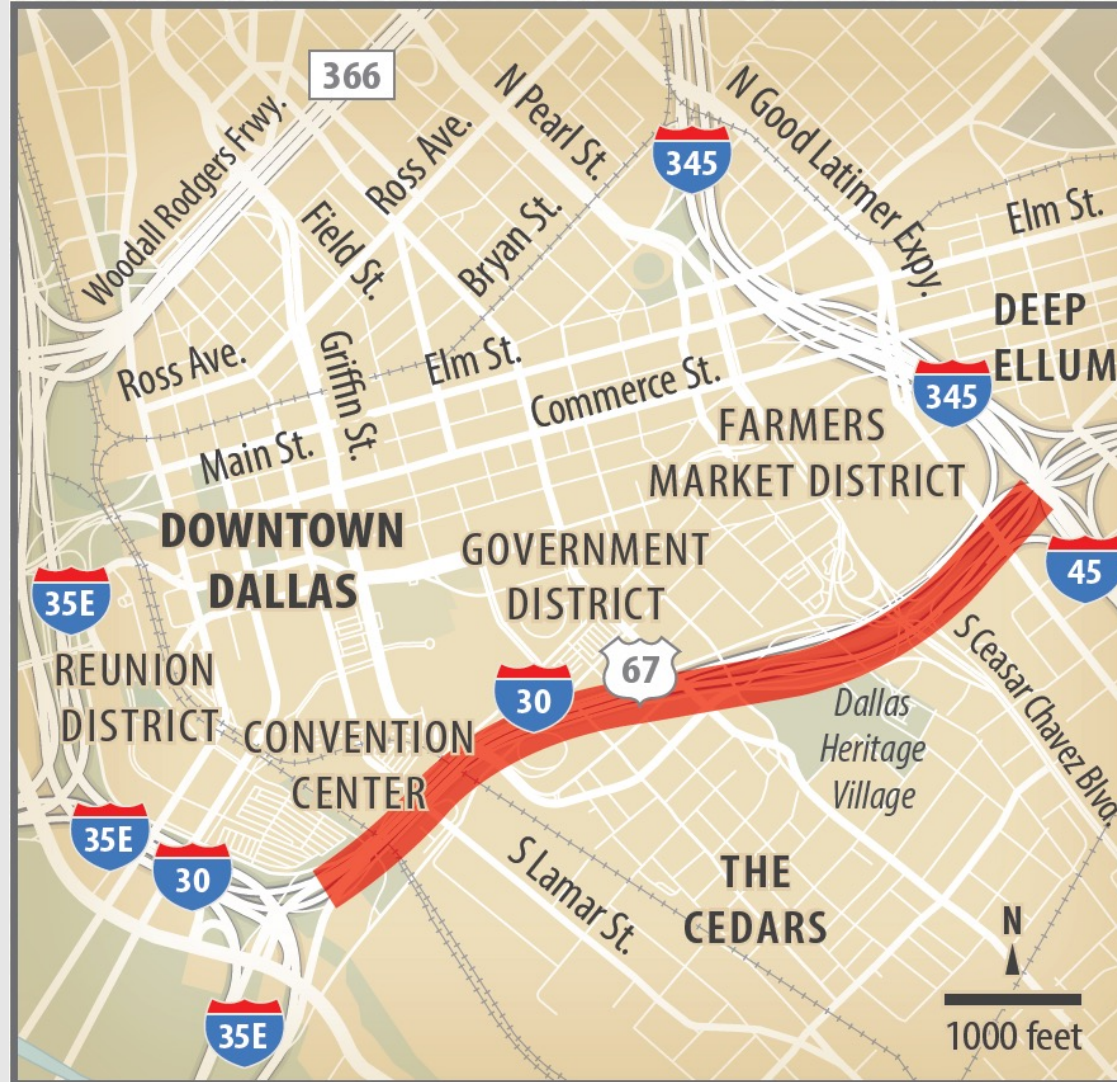 366
Woodall Rodgers Frwy.
Ross Ave.
N Pearl St.
345
N Good Latimer Expy.
Field St.
Bryan St.
Elm St.
DEEP
ELLUM
Ross Ave.
Griffin St.
Elm St.
Commerce St.
345
Main St.
FARMERS
MARKET DISTRICT
DOWNTOWN
DALLAS
GOVERNMENT
DISTRICT
45
35E
REUNION
DISTRICT
67
30
S Ceasar Chavez Blvd.
CONVENTION
CENTER
Dallas
Heritage
Village
35E
30
S Lamar St.
THE
CEDARS
N
35E
1000 feet